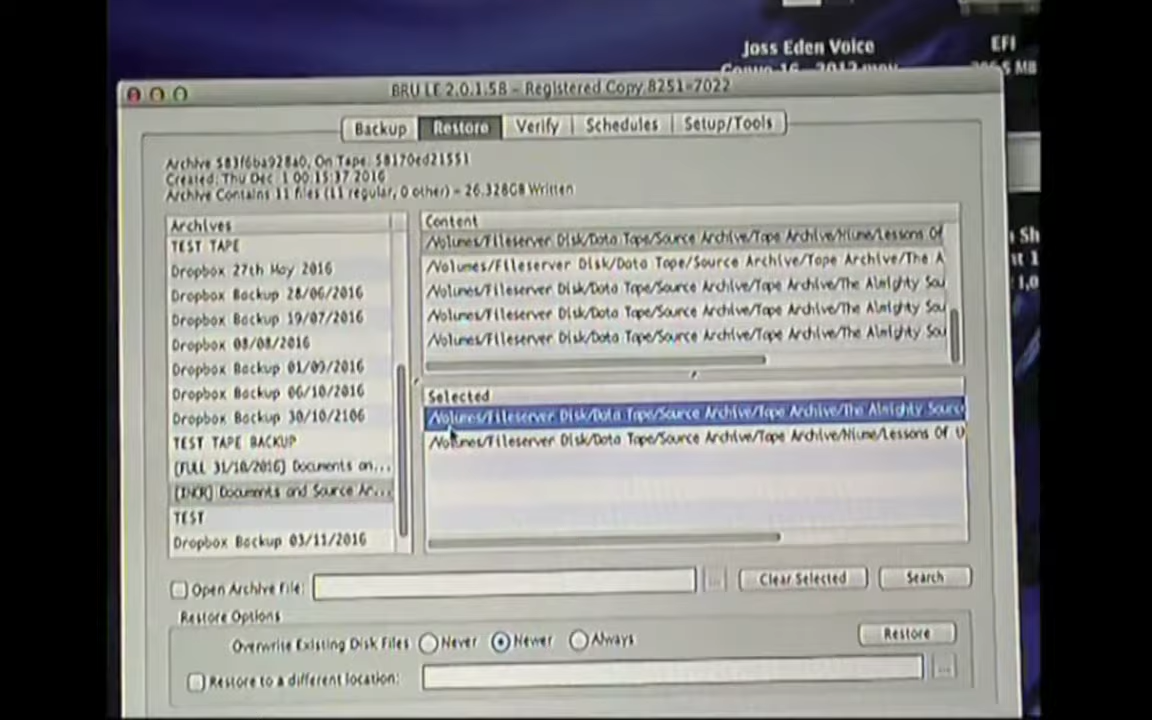 Joss Eden Voice
EFI
BRU LE 2.0.1.5B - Registered Copy 8251-7022
Backup Restore Verify Schedules Setup/Tools
Archive 583f6ba928a0, On Tape: 58170ed21551
Created: Thu Dec 1 00:15:37 2016
Archive Contains 11 files (11 regular, 0 other) - 26.328GB Written
Archives
TEST TAPE
Dropbox 27th May 2016
Dropbox Backup 28/06/2016
Dropbox Backup 19/07/2016
Dropbox 08/08/2016
Dropbox Backup 01/09/2016
Dropbox Backup 06/10/2016
Dropbox Backup 30/10/2106
TEST TAPE BACKUP
[FULL 31/10/2016] Documents an...
[INCR] Documents and Source Ar...
TEST
Dropbox Backup 03/11/2016
Content
/Volumes/Fileserver Disk/Data Tape/Source Archive/Tape Archive/Niume/Lessons Of
/Volumes/Fileserver Disk/Data Tape/Source Archive/Tape Archive/The A
/Volumes/Fileserver Disk/Data Tape/Source Archive/Tape Archive/The Almighty Sou
/Volumes/Fileserver Disk/Data Tape/Source Archive/Tape Archive/The Almighty Sou
/Volumes/Fileserver Disk/Data Tape/Source Archive/Tape Archive/The Almighty Sou
Selected
/Volumes/Fileserver Disk/Data Tape/Source Archive/Tape Archive/The Almighty Source
/Volumes/Fileserver Disk/Data Tape/Source Archive/Tape Archive/Niume/Lessons Of U
Open Archive File: ... Clear Selected Search
Restore Options
Overwrite Existing Disk Files Never Newer Always Restore
Restore to a different location: ...